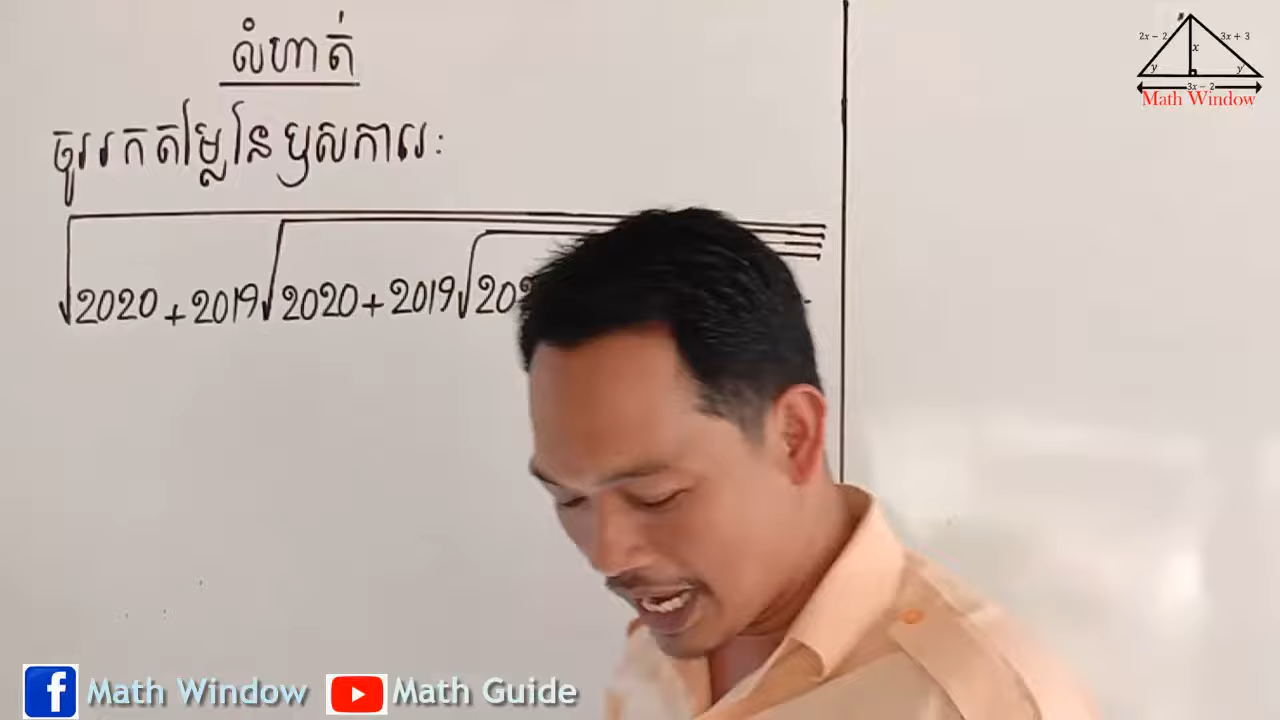 លំហាត់
ចូររកតម្លៃនៃឫសការេ:
√2020+2019√2020+2019√20
2x − 2
3x + 3
x
y
y
3x − 2
Math Window
Math Window
Math Guide